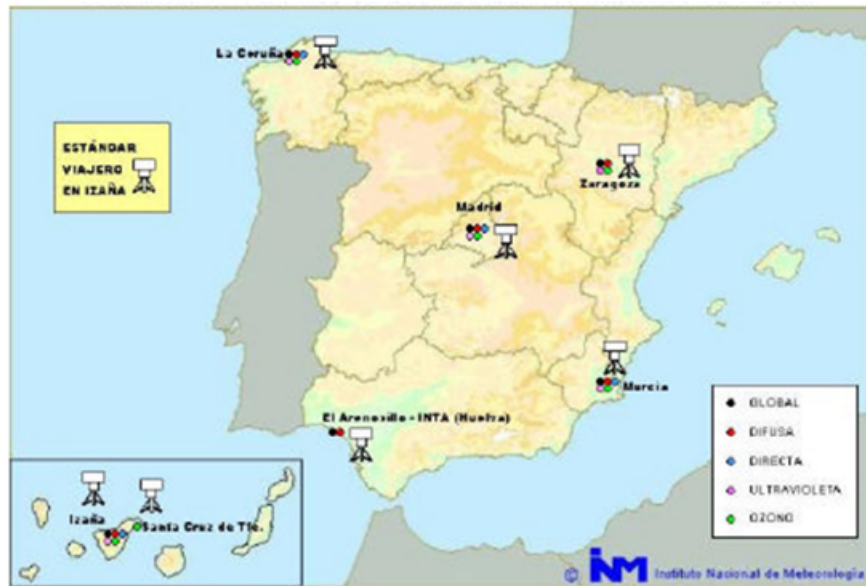 La Coruña
ESTÁNDAR
VIAJERO
EN IZAÑA
Zaragoza
Madrid
Murcia
El Arenosillo - INTA (Huelva)
GLOBAL
DIFUSA
DIRECTA
ULTRAVIOLETA
OZONO
Izaña
Santa Cruz de Tfe.
© INM Instituto Nacional de Meteorología